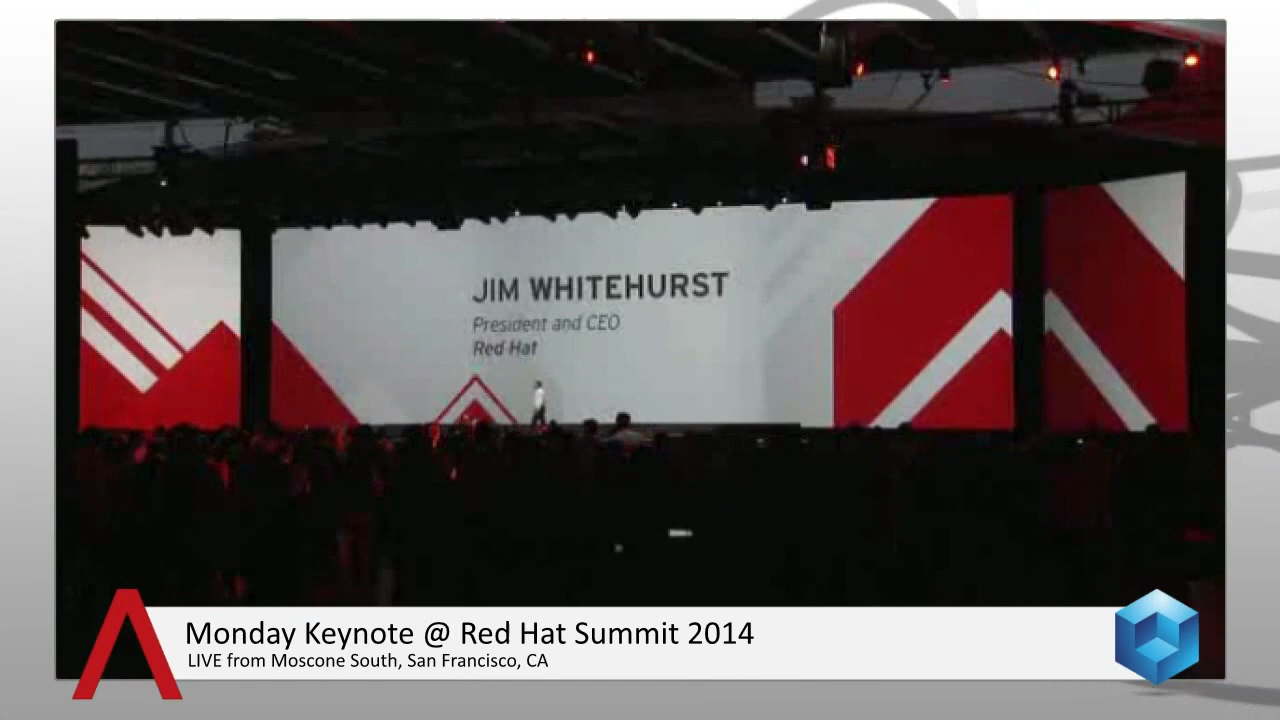 JIM WHITEHURST
President and CEO
Red Hat
Monday Keynote @ Red Hat Summit 2014
LIVE from Moscone South, San Francisco, CA